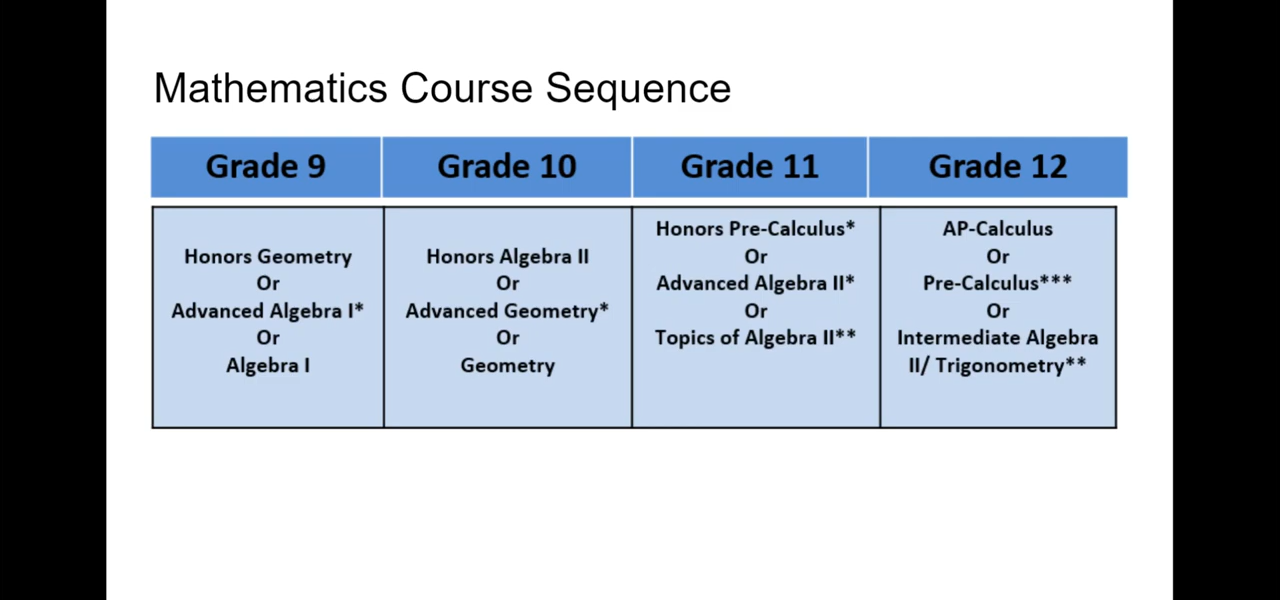 Mathematics Course Sequence
Grade 9
Grade 10
Grade 11
Grade 12
Honors Geometry
Or
Advanced Algebra I*
Or
Algebra I
Honors Algebra II
Or
Advanced Geometry*
Or
Geometry
Honors Pre-Calculus*
Or
Advanced Algebra II*
Or
Topics of Algebra II**
AP-Calculus
Or
Pre-Calculus***
Or
Intermediate Algebra
II/ Trigonometry**